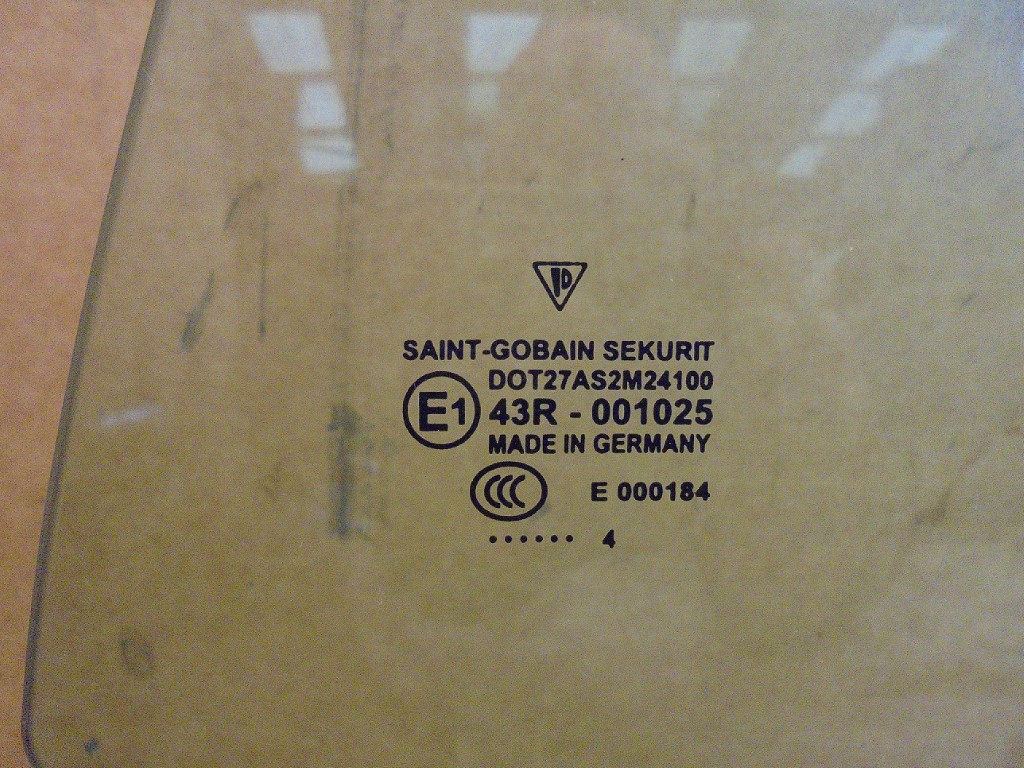 SAINT-GOBAIN SEKURIT
DOT27AS2M24100
E1 43R - 001025
MADE IN GERMANY
CCC E 000184
...... 4